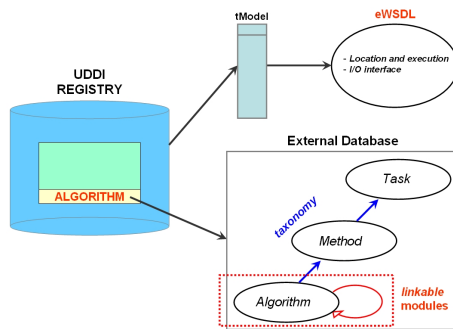 tModel
eWSDL
- Location and execution
- I/O interface
UDDI
REGISTRY
ALGORITHM
External Database
Task
taxonomy
Method
Algorithm
linkable
modules